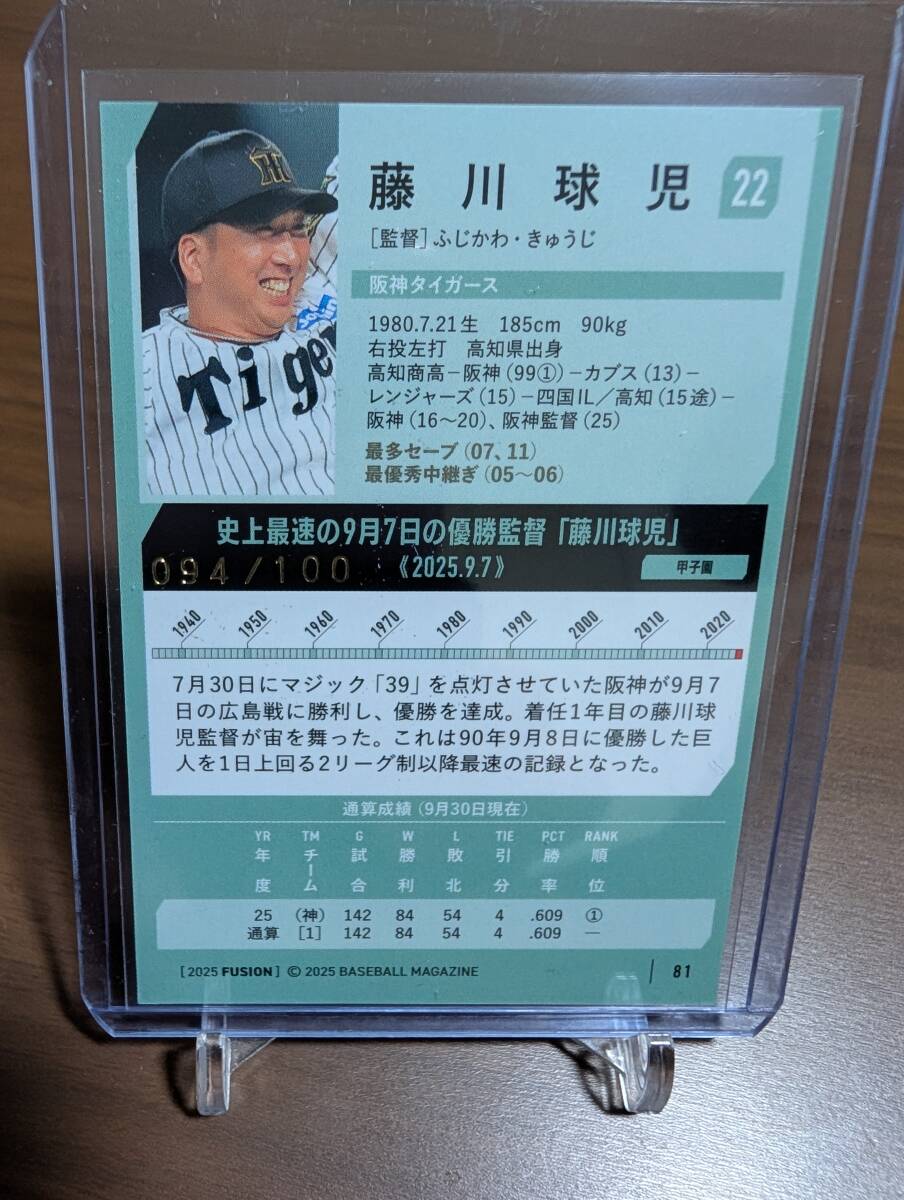 藤川球児 22
[監督]ふじかわ・きゅうじ
阪神タイガース
1980.7.21生 185cm 90kg
右投左打 高知県出身
高知商高−阪神(99①)−カブス(13)−
レンジャーズ(15)−四国IL/高知(15途)−
阪神(16〜20)、阪神監督(25)
最多セーブ(07、11)
最優秀中継ぎ(05〜06)
Tige
史上最速の9月7日の優勝監督「藤川球児」
094/100 《2025.9.7》 甲子園
1940 1950 1960 1970 1980 1990 2000 2010 2020
7月30日にマジック「39」を点灯させていた阪神が9月7
日の広島戦に勝利し、優勝を達成。着任1年目の藤川球
児監督が宙を舞った。これは90年9月8日に優勝した巨
人を1日上回る2リーグ制以降最速の記録となった。
通算成績(9月30日現在)
YR TM G W L TIE PCT RANK
年度 チーム 試合 勝利 敗北 引分 勝率 順位
25 (神) 142 84 54 4 .609 ①
通算 [1] 142 84 54 4 .609 —
[2025 FUSION] © 2025 BASEBALL MAGAZINE 81